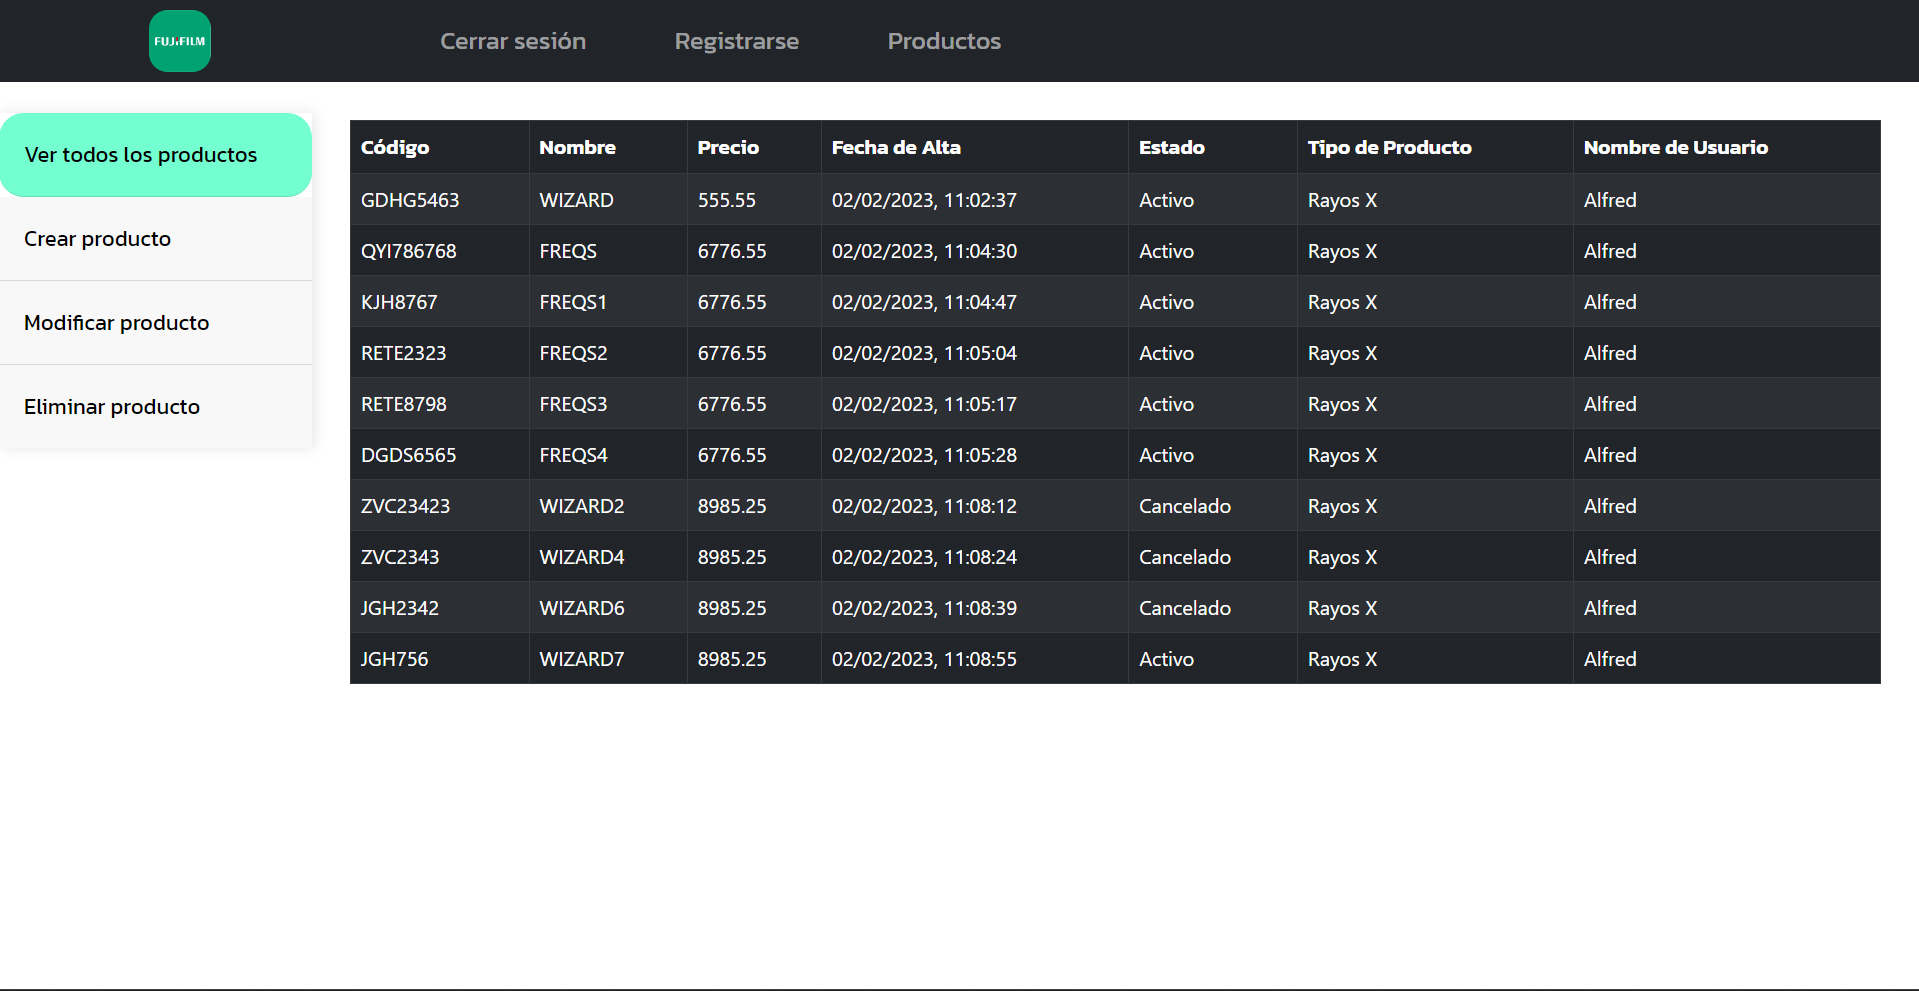 FUJIFILM Cerrar sesión Registrarse Productos
Ver todos los productos
Crear producto
Modificar producto
Eliminar producto
Código Nombre Precio Fecha de Alta Estado Tipo de Producto Nombre de Usuario
GDHG5463 WIZARD 555.55 02/02/2023, 11:02:37 Activo Rayos X Alfred
QYI786768 FREQS 6776.55 02/02/2023, 11:04:30 Activo Rayos X Alfred
KJH8767 FREQS1 6776.55 02/02/2023, 11:04:47 Activo Rayos X Alfred
RETE2323 FREQS2 6776.55 02/02/2023, 11:05:04 Activo Rayos X Alfred
RETE8798 FREQS3 6776.55 02/02/2023, 11:05:17 Activo Rayos X Alfred
DGDS6565 FREQS4 6776.55 02/02/2023, 11:05:28 Activo Rayos X Alfred
ZVC23423 WIZARD2 8985.25 02/02/2023, 11:08:12 Cancelado Rayos X Alfred
ZVC2343 WIZARD4 8985.25 02/02/2023, 11:08:24 Cancelado Rayos X Alfred
JGH2342 WIZARD6 8985.25 02/02/2023, 11:08:39 Cancelado Rayos X Alfred
JGH756 WIZARD7 8985.25 02/02/2023, 11:08:55 Activo Rayos X Alfred